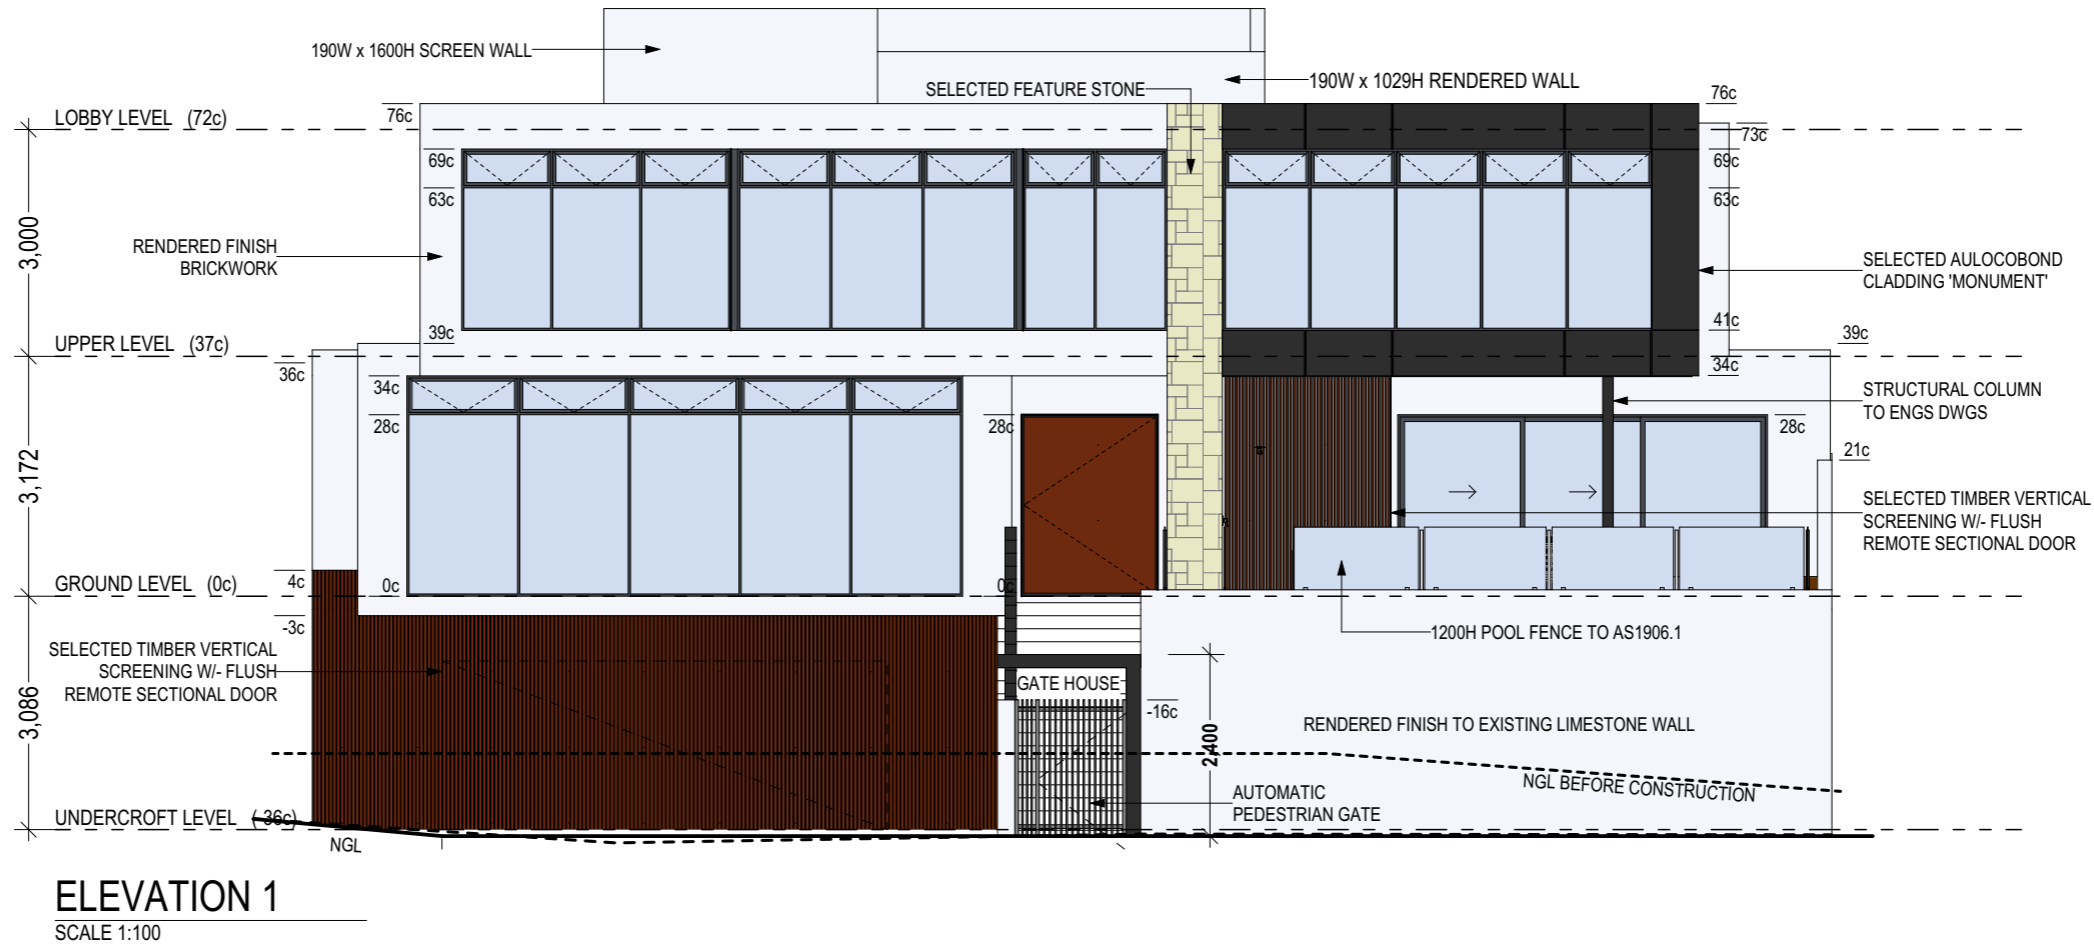 190W x 1600H SCREEN WALL
190W x 1029H RENDERED WALL
SELECTED FEATURE STONE
76c
76c
LOBBY LEVEL (72c)
73c
69c
69c
63c
63c
3,000
RENDERED FINISH
BRICKWORK
SELECTED AULOCOBOND
CLADDING 'MONUMENT'
39c
41c
39c
UPPER LEVEL (37c)
36c
34c
34c
STRUCTURAL COLUMN
TO ENGS DWGS
28c
28c
28c
21c
3,172
SELECTED TIMBER VERTICAL
SCREENING W/- FLUSH
REMOTE SECTIONAL DOOR
GROUND LEVEL (0c)
4c
0c
0c
-3c
1200H POOL FENCE TO AS1906.1
SELECTED TIMBER VERTICAL
SCREENING W/- FLUSH
REMOTE SECTIONAL DOOR
GATE HOUSE
-16c
3,086
2,400
RENDERED FINISH TO EXISTING LIMESTONE WALL
NGL BEFORE CONSTRUCTION
AUTOMATIC
PEDESTRIAN GATE
UNDERCROFT LEVEL (-36c)
NGL
ELEVATION 1
SCALE 1:100